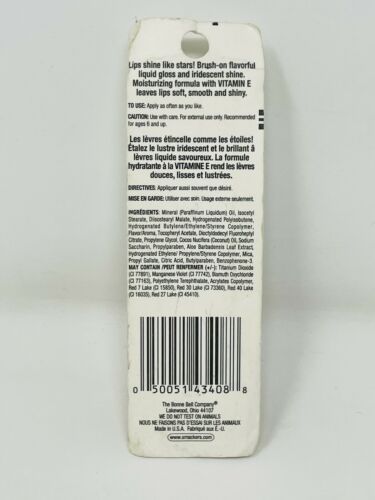 Lips shine like stars! Brush-on flavorful
liquid gloss and iridescent shine.
Moisturizing formula with VITAMIN E
leaves lips soft, smooth and shiny.
TO USE: Apply as often as you like.
CAUTION: Use with care. For external use only. Recommended
for ages 6 and up.
Les lèvres étincelle comme les étoiles!
Étalez le lustre iridescent et le brillant á
lèvres liquide savoureux. La formule
hydratante à la VITAMINE E rend les lèvres
douces, lisses et lustrées.
DIRECTIVES: Appliquer aussi souvent que désiré.
MISE EN GARDE: Utiliser avec soin. Usage externe seulement.
INGRÉDIENTS: Mineral (Paraffinum Liquidum) Oil, Isocetyl
Stearate, Diisostearyl Malate, Hydrogenated Polyisobutene,
Hydrogenated Butylene/Ethylene/Styrene Copolymer,
Flavor/Aroma, Tocopheryl Acetate, Dioctyldodecyl Fluoroheptyl
Citrate, Propylene Glycol, Cocos Nucifera (Coconut) Oil, Sodium
Saccharin, Propylparaben, Aloe Barbadensis Leaf Extract,
Hydrogenated Ethylene/Propylene/Styrene Copolymer, Mica,
Propyl Gallate, Citric Acid, Butylparaben, Benzophenone-3.
MAY CONTAIN /PEUT RENFERMER (+/-): Titanium Dioxide
(CI 77891), Manganese Violet (CI 77742), Bismuth Oxychloride
(CI 77163), Polyethylene Terephthalate, Acrylates Copolymer,
Red 7 Lake (CI 15850), Red 30 Lake (CI 73360), Red 40 Lake
(CI 16035), Red 27 Lake (CI 45410).
0 50051 43408 8
The Bonne Bell Company®
Lakewood, Ohio 44107
WE DO NOT TEST ON ANIMALS
NOUS NE FAISONS PAS D'ESSAIS SUR LES ANIMAUX
Made in U.S.A. Fabriqué aux É.-U.
www.smackers.com